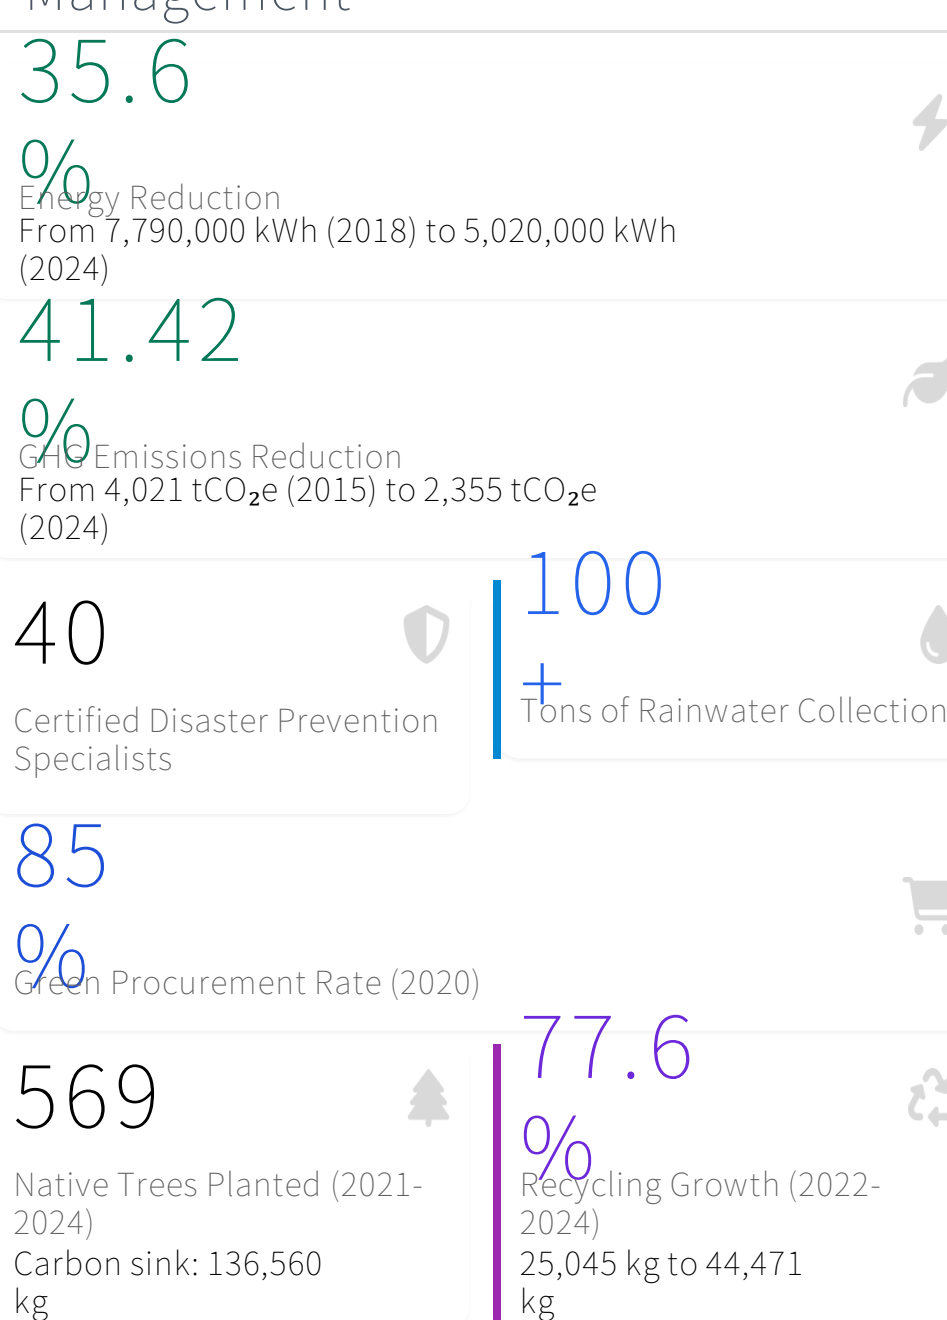 Management
35.6
%
Energy Reduction
From 7,790,000 kWh (2018) to 5,020,000 kWh
(2024)
41.42
%
GHG Emissions Reduction
From 4,021 tCO₂e (2015) to 2,355 tCO₂e
(2024)
40
Certified Disaster Prevention
Specialists
100
+
Tons of Rainwater Collection
85
%
Green Procurement Rate (2020)
569
Native Trees Planted (2021-
2024)
Carbon sink: 136,560
kg
77.6
%
Recycling Growth (2022-
2024)
25,045 kg to 44,471
kg